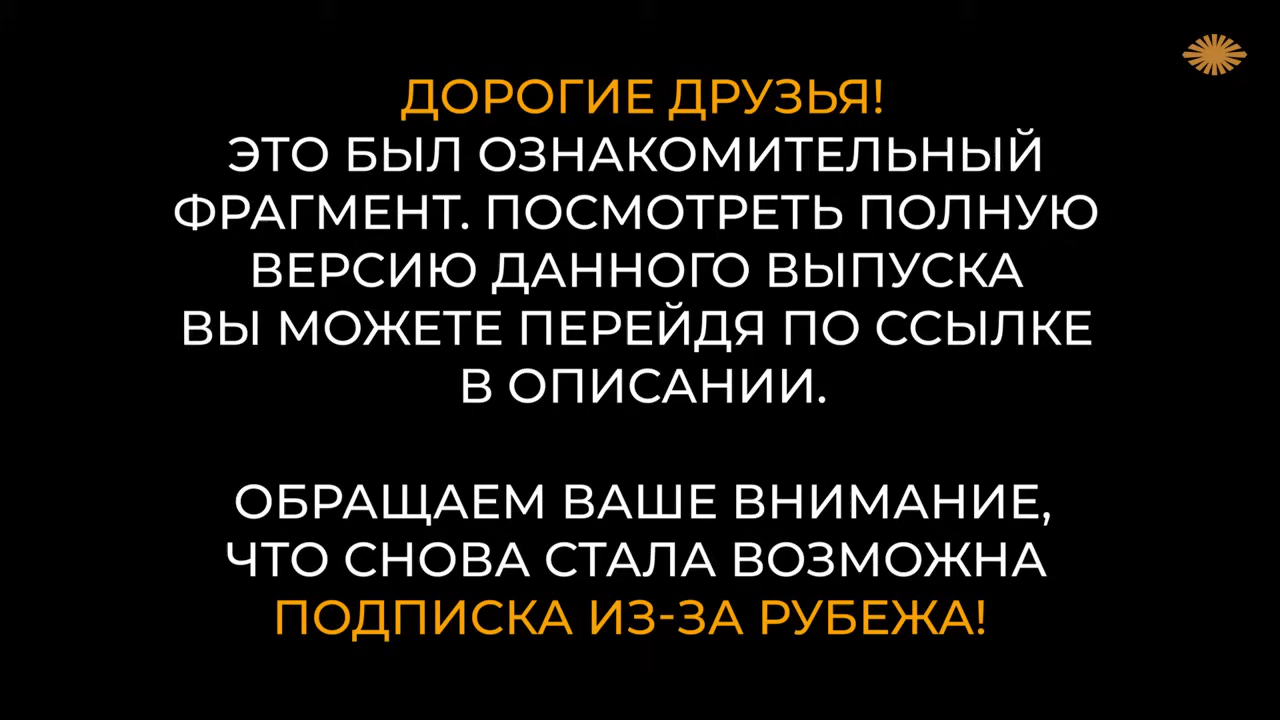 ДОРОГИЕ ДРУЗЬЯ!
ЭТО БЫЛ ОЗНАКОМИТЕЛЬНЫЙ
ФРАГМЕНТ. ПОСМОТРЕТЬ ПОЛНУЮ
ВЕРСИЮ ДАННОГО ВЫПУСКА
ВЫ МОЖЕТЕ ПЕРЕЙДЯ ПО ССЫЛКЕ
В ОПИСАНИИ.
ОБРАЩАЕМ ВАШЕ ВНИМАНИЕ,
ЧТО СНОВА СТАЛА ВОЗМОЖНА
ПОДПИСКА ИЗ-ЗА РУБЕЖА!